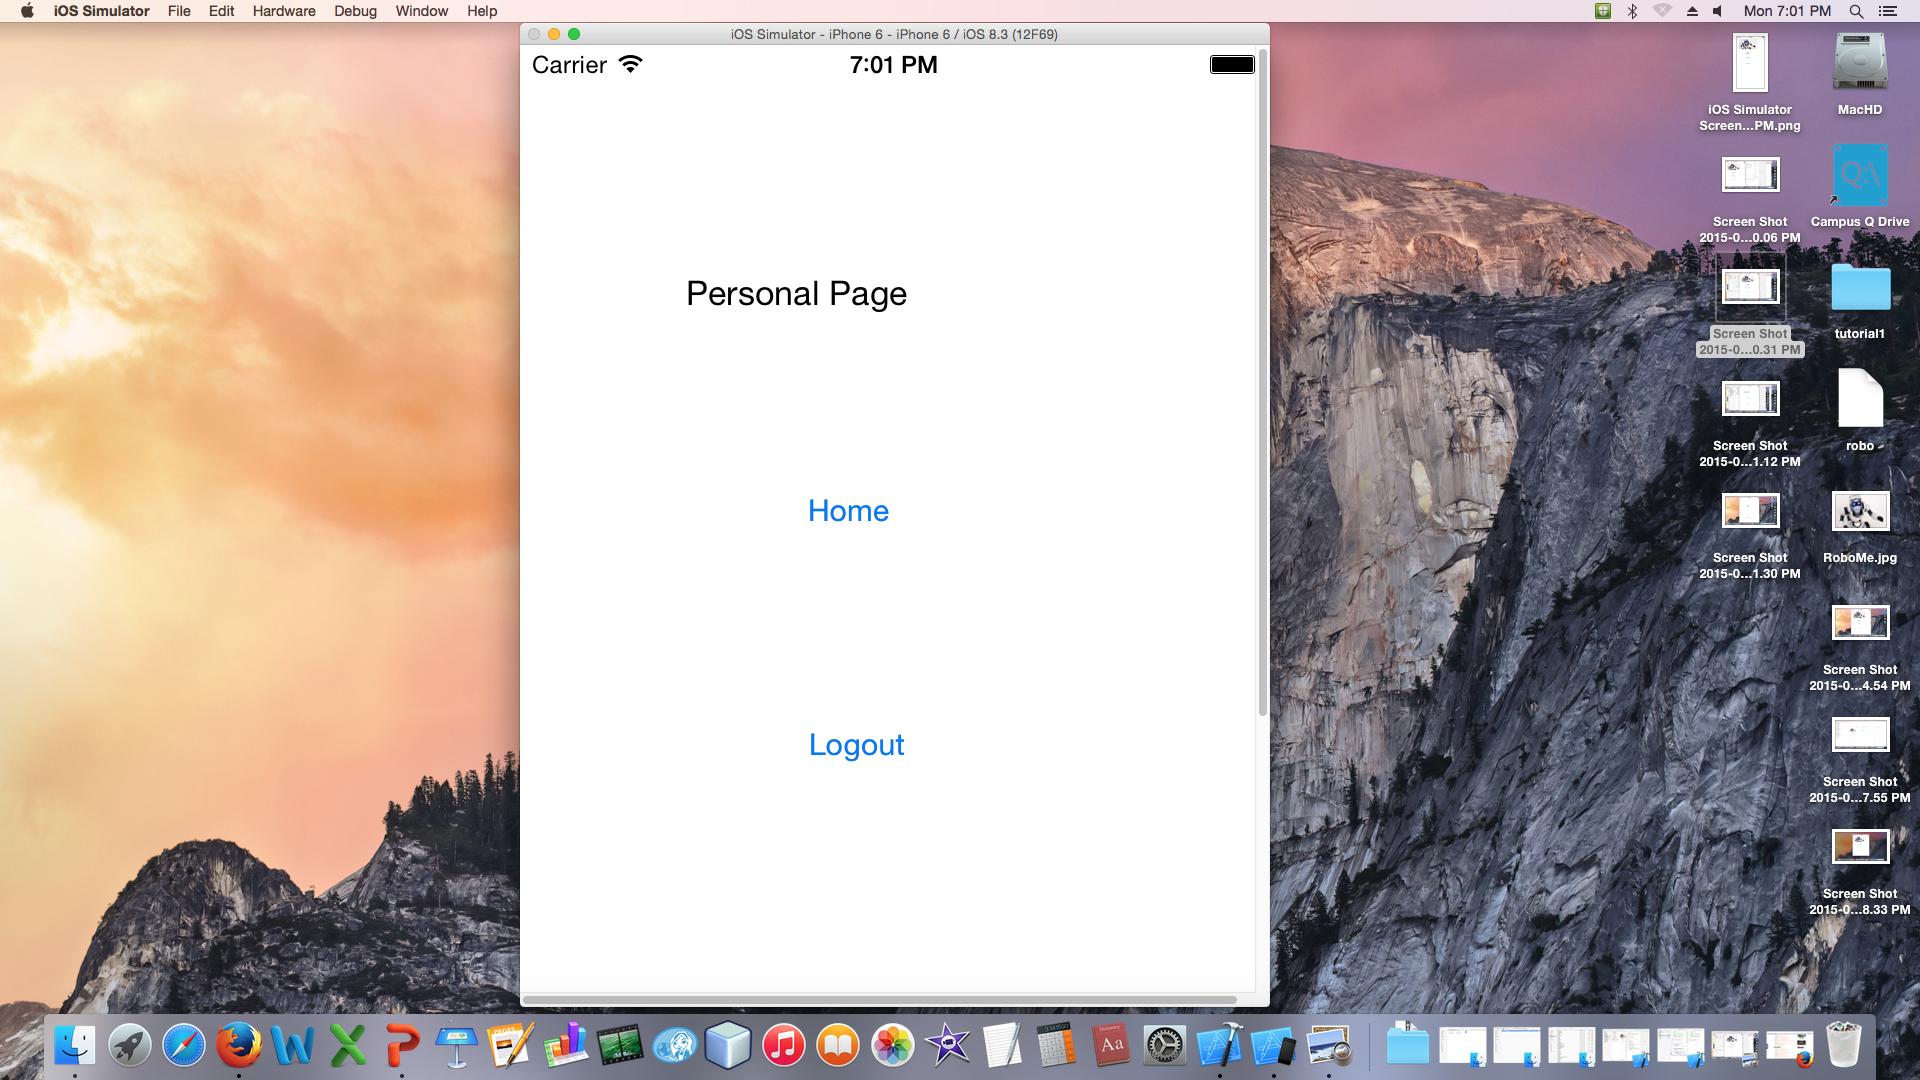 iOS Simulator File Edit Hardware Debug Window Help Mon 7:01 PM
iOS Simulator - iPhone 6 - iPhone 6 / iOS 8.3 (12F69)
Carrier 7:01 PM
Personal Page
Home
Logout
iOS Simulator
Screen...PM.png
MacHD
Screen Shot
2015-0...0.06 PM
Q:\
Campus Q Drive
Screen Shot
2015-0...0.31 PM
tutorial1
Screen Shot
2015-0...1.12 PM
robo
Screen Shot
2015-0...1.30 PM
RoboMe.jpg
Screen Shot
2015-0...4.54 PM
Screen Shot
2015-0...7.55 PM
Screen Shot
2015-0...8.33 PM
PAGES
Dictionary
Aa